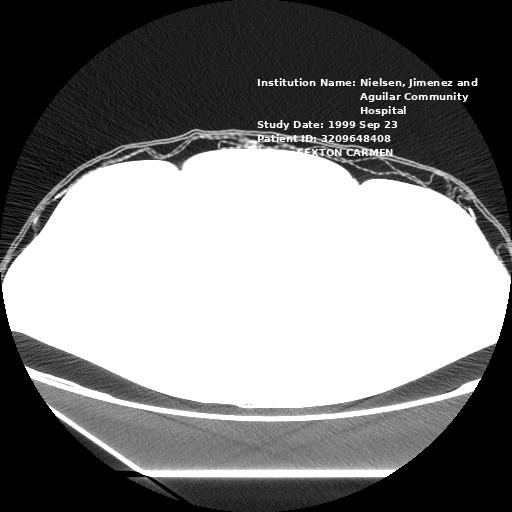 Institution Name: Nielsen, Jimenez and
Aguilar Community
Hospital
Study Date: 1999 Sep 23
Patient ID: 3209648408
SEXTON CARMEN